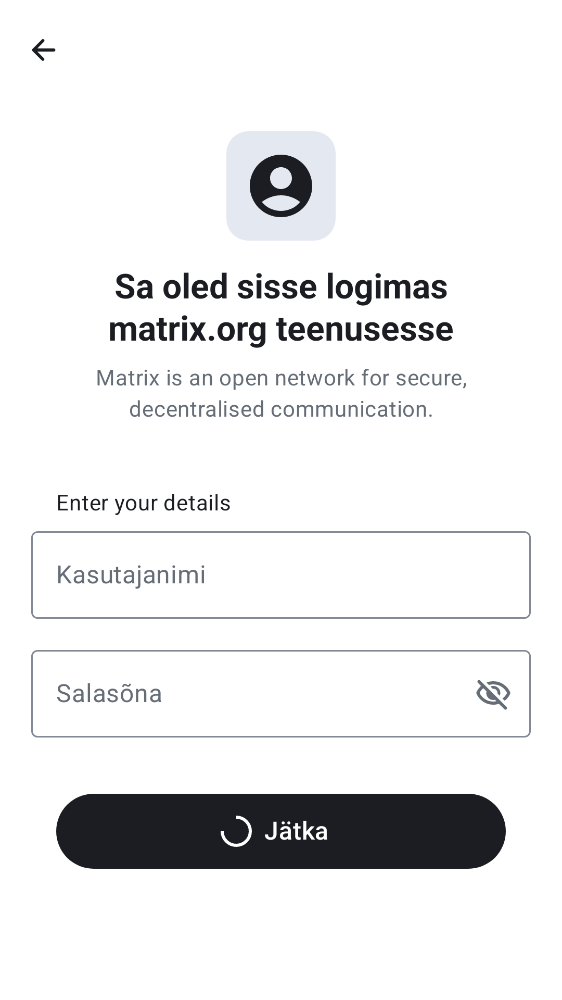 Sa oled sisse logimas
matrix.org teenusesse
Matrix is an open network for secure,
decentralised communication.
Enter your details
Kasutajanimi
Salasõna
Jätka